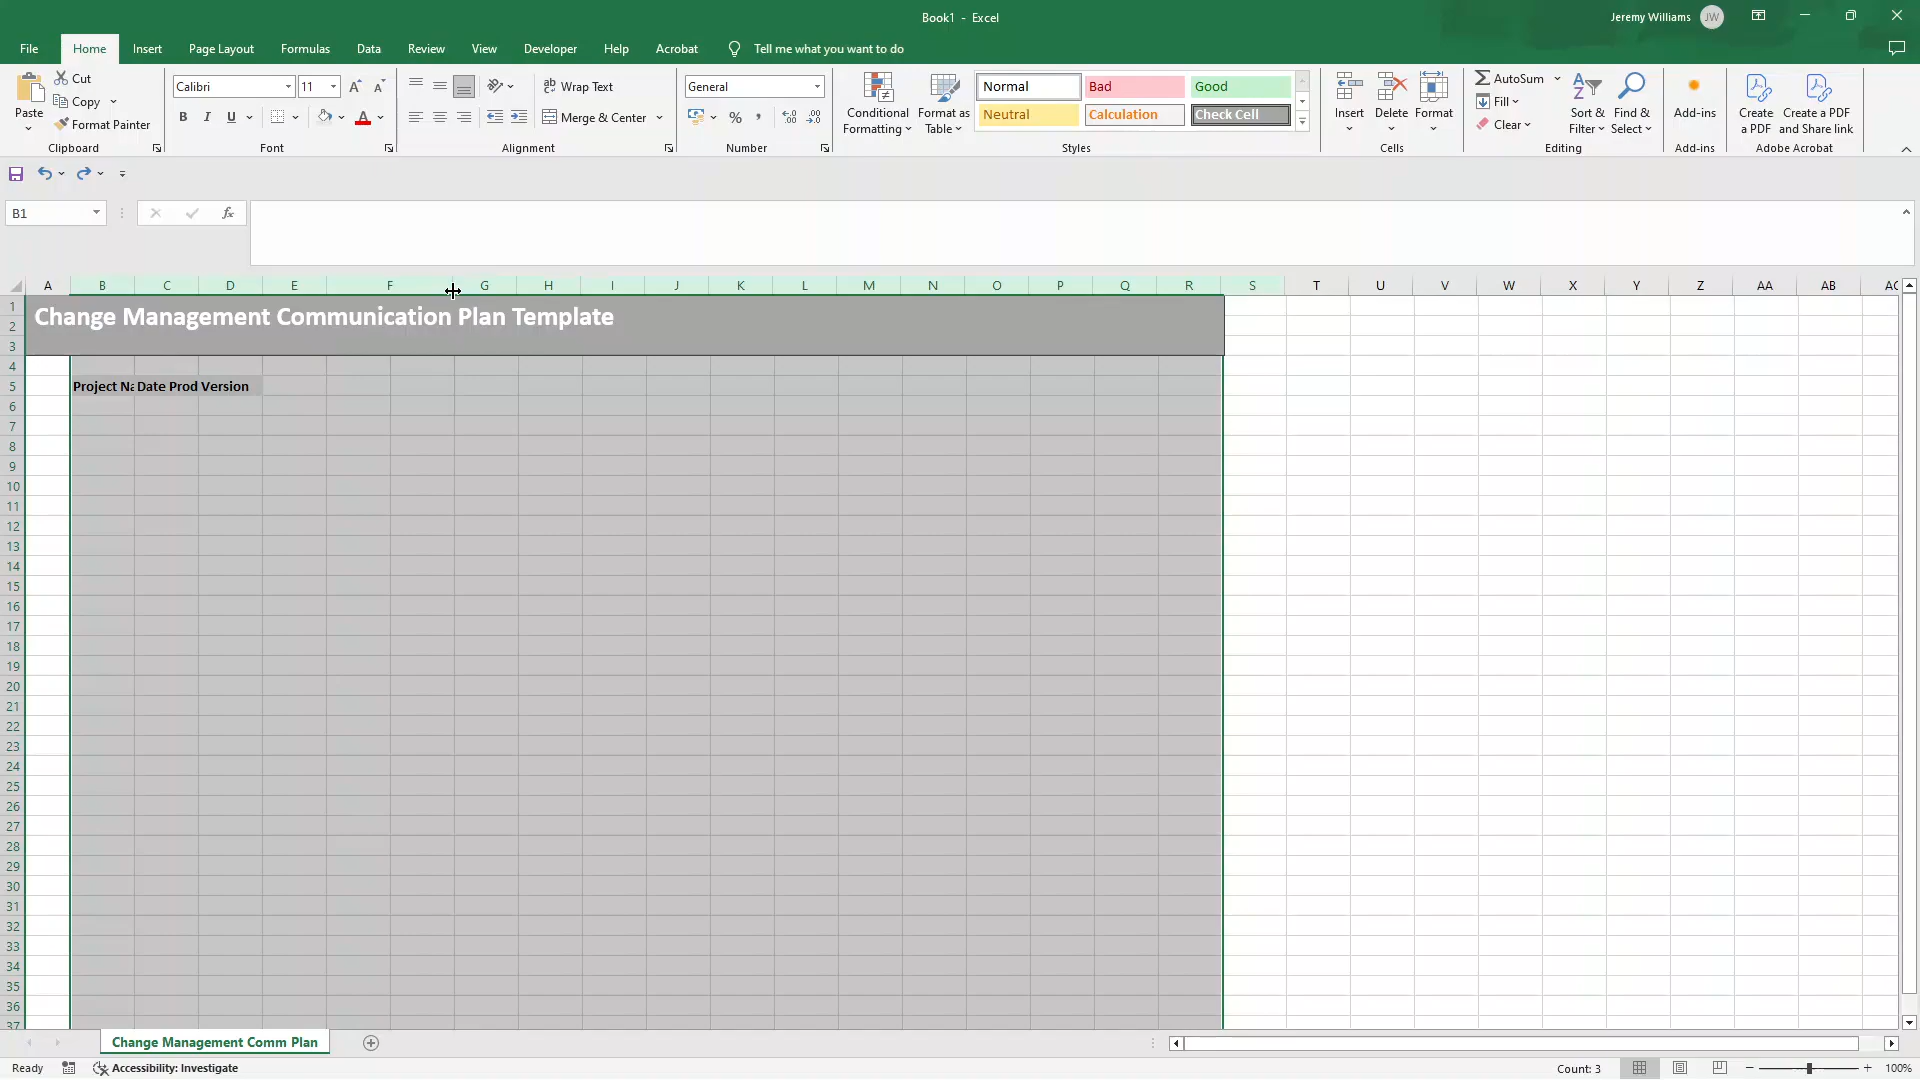 Book1 - Excel
Jeremy Williams JW
File Home Insert Page Layout Formulas Data Review View Developer Help Acrobat Tell me what you want to do
Paste
Cut
Copy
Format Painter
Clipboard
Calibri 11
B I U A
Font
Wrap Text
Merge & Center
Alignment
General
% ,
Number
Conditional Formatting
Format as Table
Normal Bad Good
Neutral Calculation Check Cell
Styles
Insert Delete Format
Cells
AutoSum
Fill
Clear
Sort & Filter
Find & Select
Editing
Add-ins
Add-ins
Create a PDF
Create a PDF and Share link
Adobe Acrobat
B1 fx
A B C D E F G H I J K L M N O P Q R S T U V W X Y Z AA AB AC
1
2
3
4
5
6
7
8
9
10
11
12
13
14
15
16
17
18
19
20
21
22
23
24
25
26
27
28
29
30
31
32
33
34
35
36
37
Change Management Communication Plan Template
Project Na Date Prod Version
Change Management Comm Plan
Ready Accessibility: Investigate Count: 3 100%